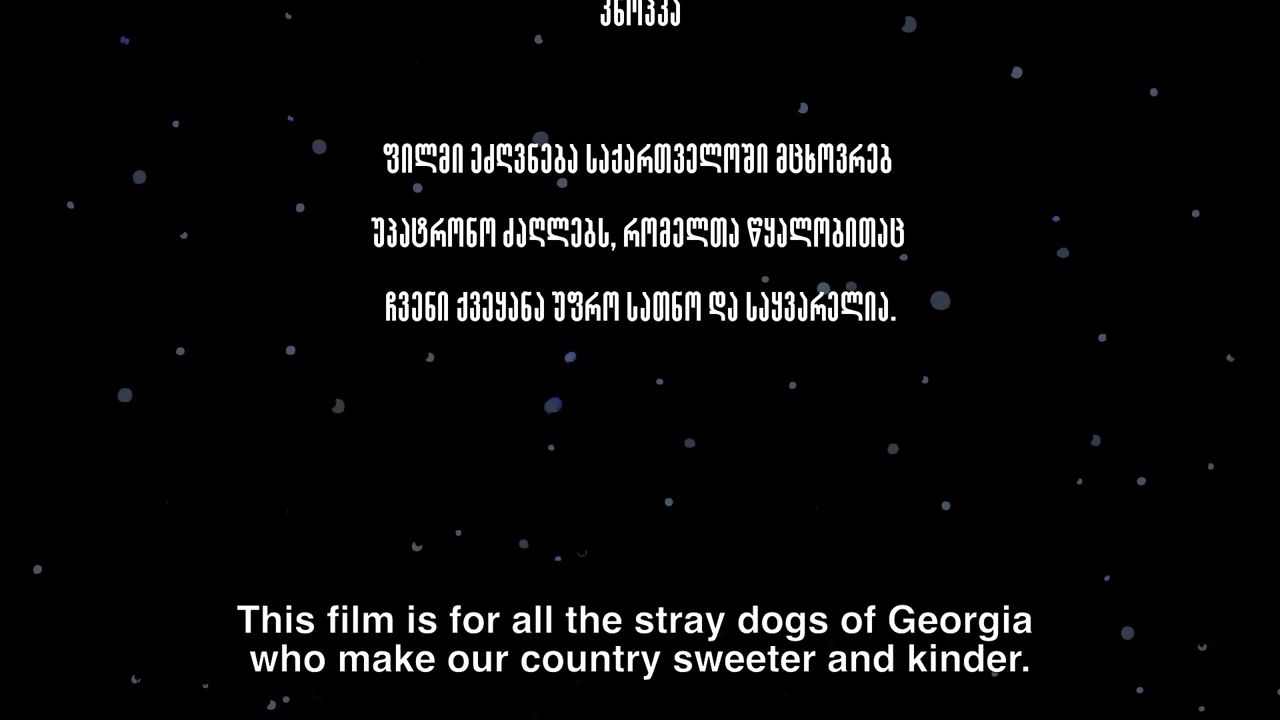 კნოპკა
ფილმი ეძღვნება საქართველოში მცხოვრებ
უპატრონო ძაღლებს, რომელთა წყალობითაც
ჩვენი ქვეყანა უფრო სათნო და საყვარელია.
This film is for all the stray dogs of Georgia
who make our country sweeter and kinder.